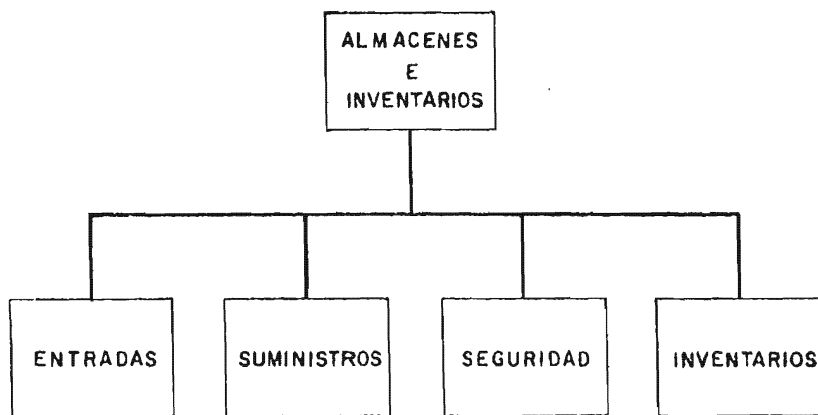 ALMACENES
E
INVENTARIOS
ENTRADAS
SUMINISTROS
SEGURIDAD
INVENTARIOS